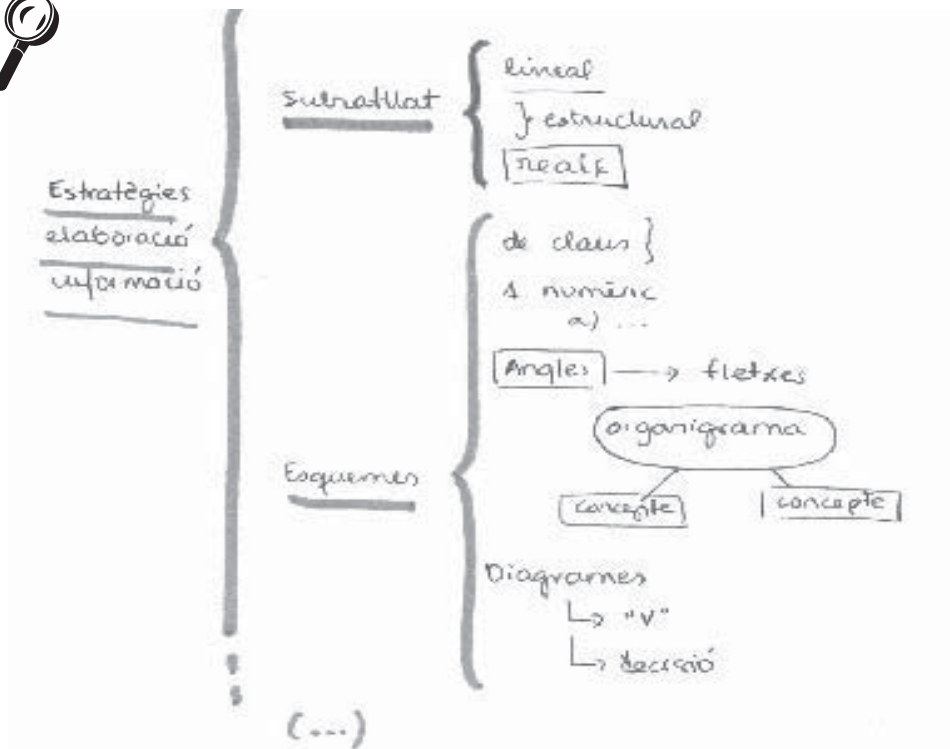 Subratllat
lineal
} estructural
realç
Estratègies
elaboració
informació
Esquemes
de claus }
1 numèric
a) ...
Angles → fletxes
organigrama
concepte concepte
Diagrames
↳ "V"
↳ decisió
(...)